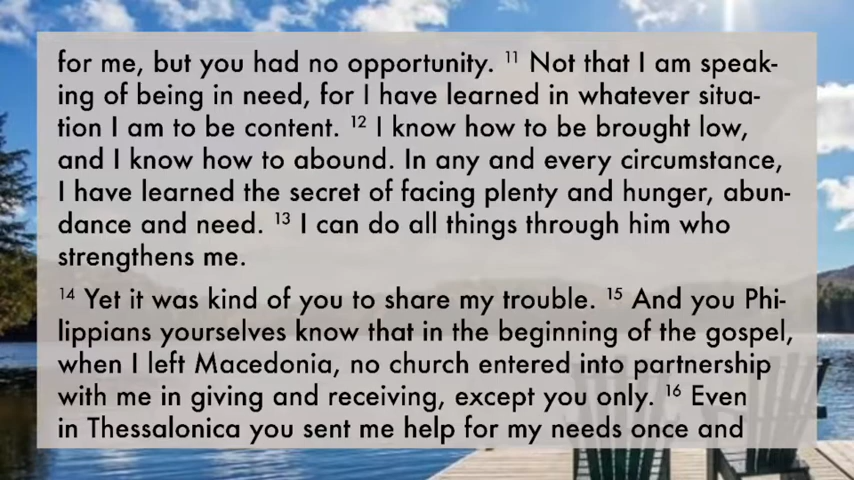 for me, but you had no opportunity. ¹¹ Not that I am speak-
ing of being in need, for I have learned in whatever situa-
tion I am to be content. ¹² I know how to be brought low,
and I know how to abound. In any and every circumstance,
I have learned the secret of facing plenty and hunger, abun-
dance and need. ¹³ I can do all things through him who
strengthens me.
¹⁴ Yet it was kind of you to share my trouble. ¹⁵ And you Phi-
lippians yourselves know that in the beginning of the gospel,
when I left Macedonia, no church entered into partnership
with me in giving and receiving, except you only. ¹⁶ Even
in Thessalonica you sent me help for my needs once and